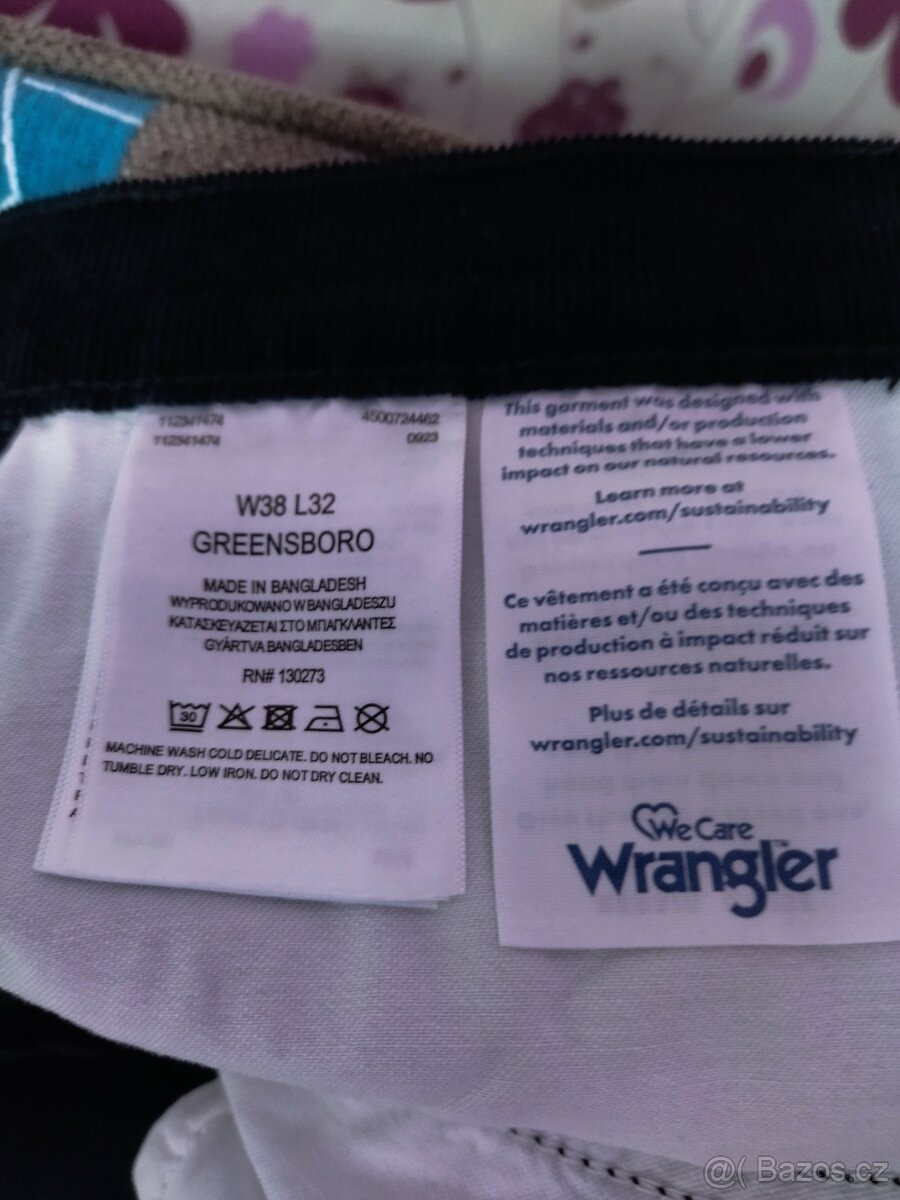 112341474 4500724462
112341474 0923
W38 L32
GREENSBORO
MADE IN BANGLADESH
WYPRODUKOWANO W BANGLADESZU
ΚΑΤΑΣΚΕΥΑΖΕΤΑΙ ΣΤΟ ΜΠΑΓΚΛΑΝΤΕΣ
GYÁRTVA BANGLADESBEN
RN# 130273
30
MACHINE WASH COLD DELICATE. DO NOT BLEACH. NO
TUMBLE DRY. LOW IRON. DO NOT DRY CLEAN.
This garment was designed with
materials and/or production
techniques that have a lower
impact on our natural resources.
Learn more at
wrangler.com/sustainability
Ce vêtement a été conçu avec des
matières et/ou des techniques
de production à impact réduit sur
nos ressources naturelles.
Plus de détails sur
wrangler.com/sustainability
We Care
Wrangler™
@( Bazos.cz